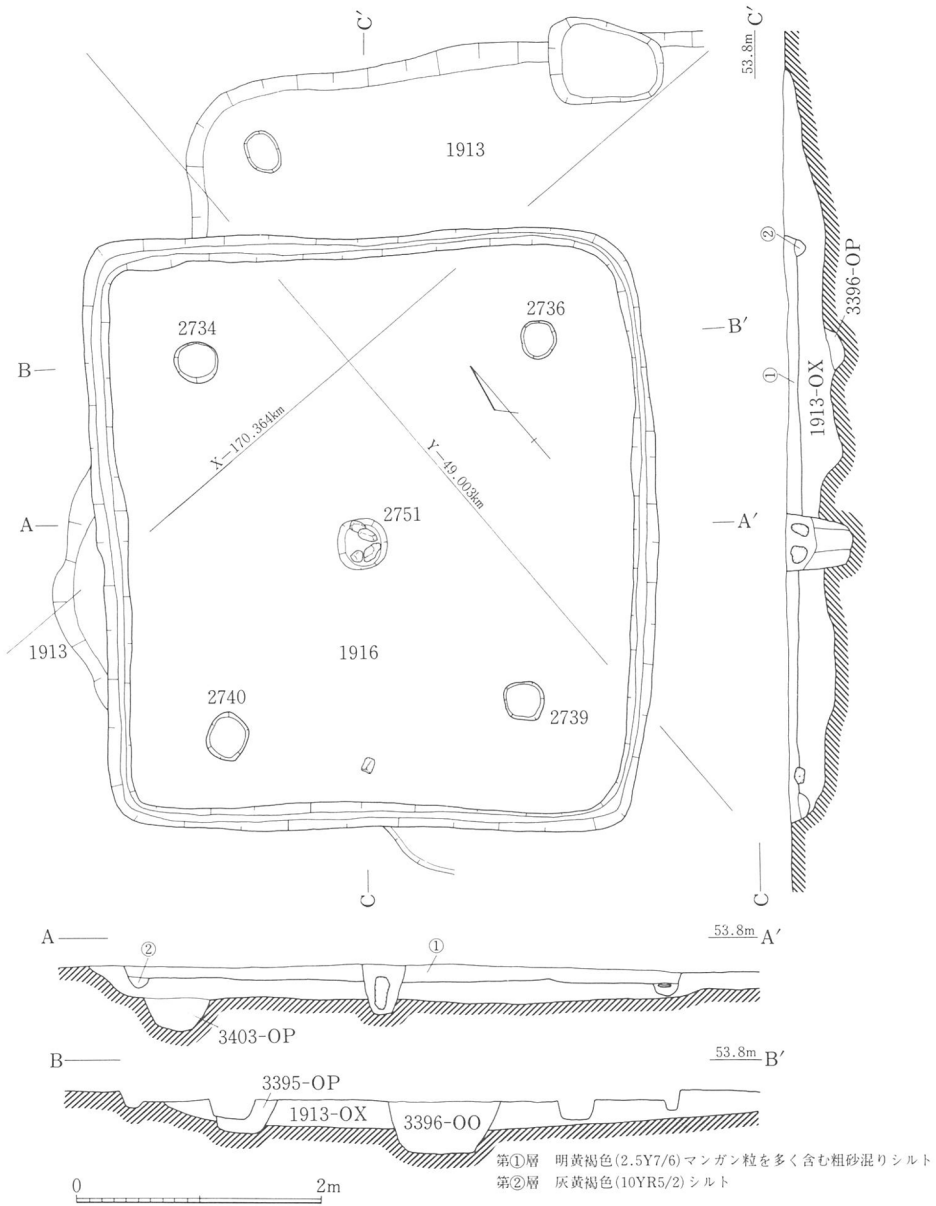 C'
53.8m C'
1913
②
3396-OP
2734
2736
B'
B
①
1913-OX
X-170.364km
Y-49.003km
A
2751
A'
1913
1916
2740
2739
C
C
A
②
①
53.8m A'
3403-OP
B
53.8m B'
3395-OP
1913-OX
3396-OO
第①層 明黄褐色(2.5Y7/6)マンガン粒を多く含む粗砂混りシルト
第②層 灰黄褐色(10YR5/2)シルト
0 2m